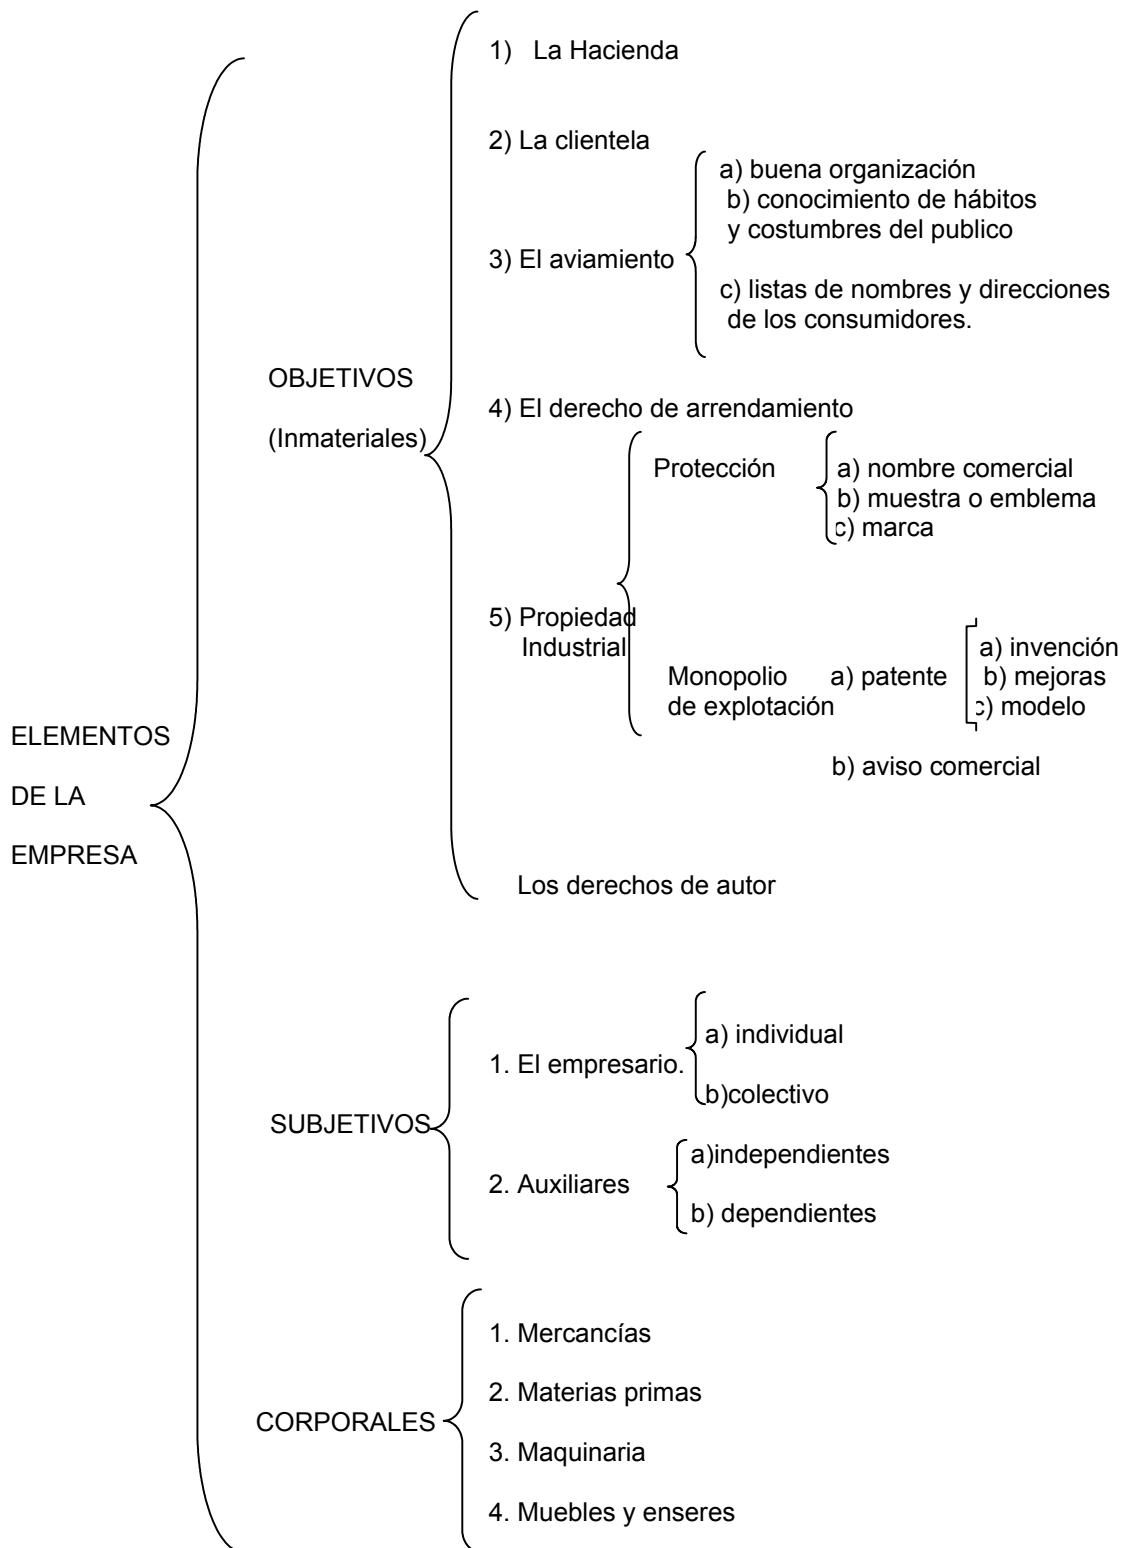 1) La Hacienda
2) La clientela
a) buena organización
b) conocimiento de hábitos
y costumbres del publico
3) El aviamiento
c) listas de nombres y direcciones
de los consumidores.
OBJETIVOS
(Inmateriales)
4) El derecho de arrendamiento
Protección
a) nombre comercial
b) muestra o emblema
c) marca
5) Propiedad
Industrial
Monopolio
de explotación
a) patente
a) invención
b) mejoras
c) modelo
b) aviso comercial
Los derechos de autor
ELEMENTOS
DE LA
EMPRESA
SUBJETIVOS
1. El empresario.
a) individual
b)colectivo
2. Auxiliares
a)independientes
b) dependientes
CORPORALES
1. Mercancías
2. Materias primas
3. Maquinaria
4. Muebles y enseres